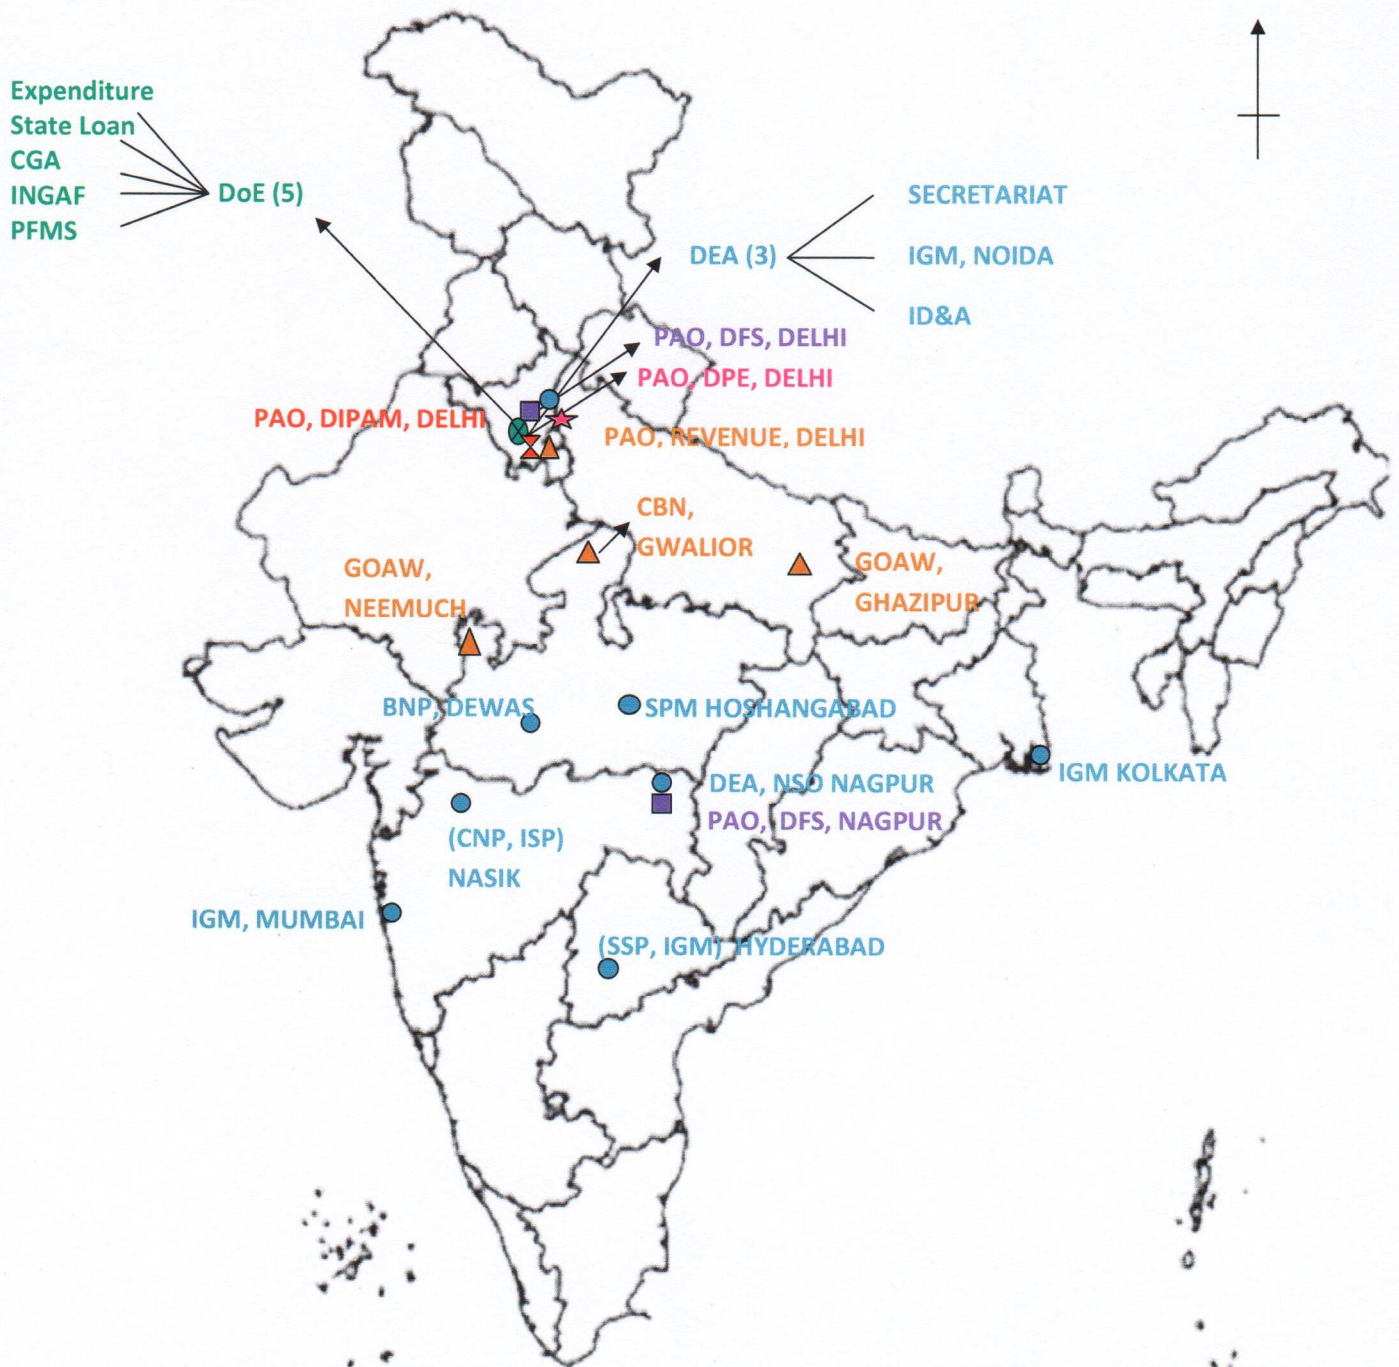 Expenditure
State Loan
CGA
INGAF
PFMS
DoE (5)
SECRETARIAT
DEA (3)
IGM, NOIDA
ID&A
PAO, DFS, DELHI
PAO, DPE, DELHI
PAO, DIPAM, DELHI
PAO, REVENUE, DELHI
CBN,
GWALIOR
GOAW,
NEEMUCH
GOAW,
GHAZIPUR
BNP, DEWAS
SPM HOSHANGABAD
IGM KOLKATA
DEA, NSO NAGPUR
PAO, DFS, NAGPUR
(CNP, ISP)
NASIK
IGM, MUMBAI
(SSP, IGM) HYDERABAD